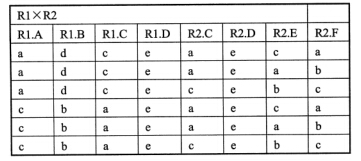 R1×R2
R1.A R1.B R1.C R1.D R2.C R2.D R2.E R2.F
a d c e a e c a
a d c e a e a b
a d c e c e b c
c b a e a e c a
c b a e a e a b
c b a e c e b c